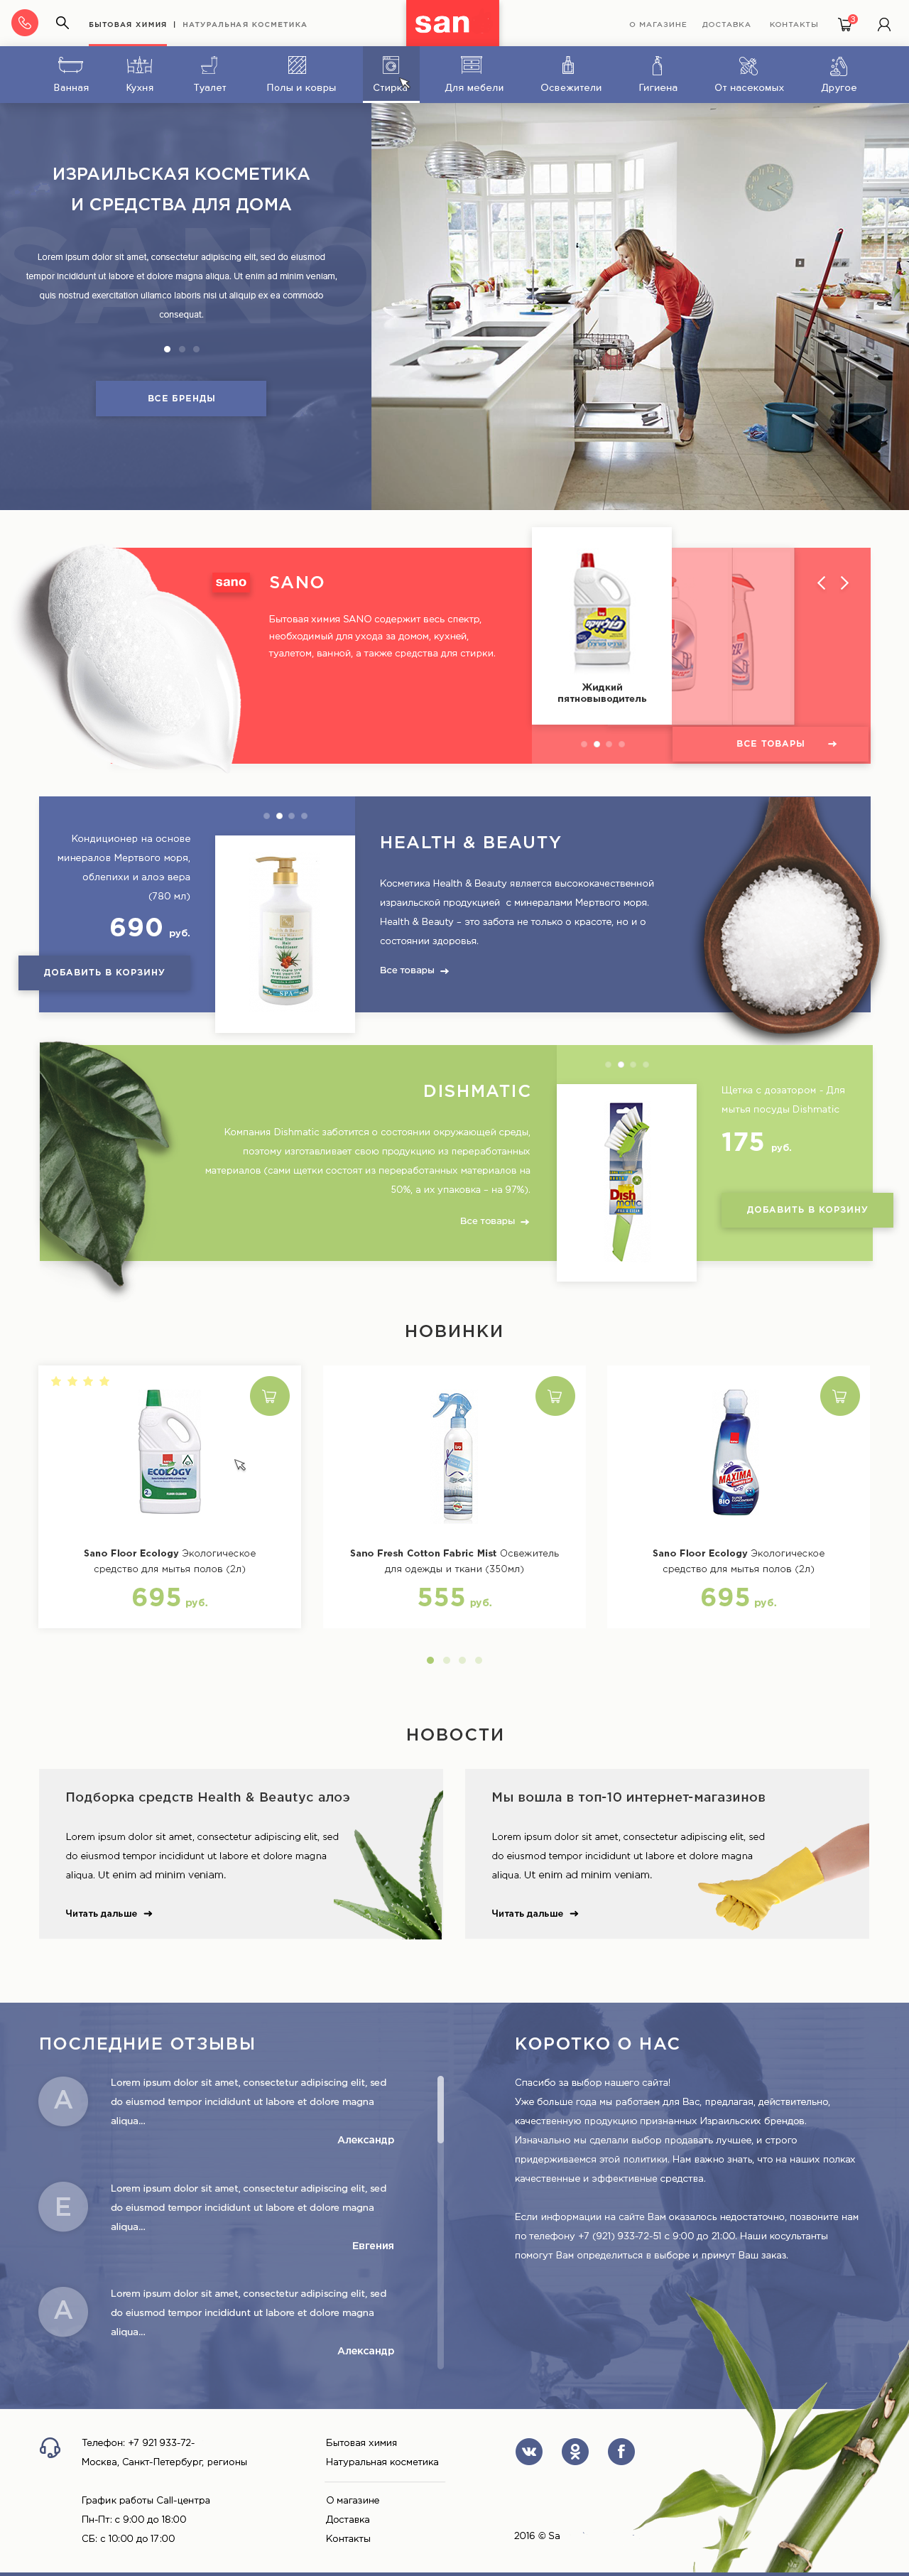 БЫТОВАЯ ХИМИЯ | НАТУРАЛЬНАЯ КОСМЕТИКА
san
О МАГАЗИНЕ ДОСТАВКА КОНТАКТЫ 3
Ванная Кухня Туалет Полы и ковры Стирка Для мебели Освежители Гигиена От насекомых Другое
ИЗРАИЛЬСКАЯ КОСМЕТИКА
И СРЕДСТВА ДЛЯ ДОМА
Lorem ipsum dolor sit amet, consectetur adipiscing elit, sed do eiusmod
tempor incididunt ut labore et dolore magna aliqua. Ut enim ad minim veniam,
quis nostrud exercitation ullamco laboris nisi ut aliquip ex ea commodo
consequat.
ВСЕ БРЕНДЫ
sano
SANO
Бытовая химия SANO содержит весь спектр,
необходимый для ухода за домом, кухней,
туалетом, ванной, а также средства для стирки.
Жидкий
пятновыводитель
ВСЕ ТОВАРЫ
Кондиционер на основе
минералов Мертвого моря,
облепихи и алоэ вера
(780 мл)
690 руб.
ДОБАВИТЬ В КОРЗИНУ
SPA
HEALTH & BEAUTY
Косметика Health & Beauty является высококачественной
израильской продукцией с минералами Мертвого моря.
Health & Beauty – это забота не только о красоте, но и о
состоянии здоровья.
Все товары
DISHMATIC
Компания Dishmatic заботится о состоянии окружающей среды,
поэтому изготавливает свою продукцию из переработанных
материалов (сами щетки состоят из переработанных материалов на
50%, а их упаковка – на 97%).
Все товары
Dish
matic
Щетка с дозатором - Для
мытья посуды Dishmatic
175 руб.
ДОБАВИТЬ В КОРЗИНУ
НОВИНКИ
ECOLOGY
MAXIMA
BIO
Sano Floor Ecology Экологическое
средство для мытья полов (2л)
695 руб.
Sano Fresh Cotton Fabric Mist Освежитель
для одежды и ткани (350мл)
555 руб.
Sano Floor Ecology Экологическое
средство для мытья полов (2л)
695 руб.
НОВОСТИ
Подборка средств Health & Beautyс алоэ
Lorem ipsum dolor sit amet, consectetur adipiscing elit, sed
do eiusmod tempor incididunt ut labore et dolore magna
aliqua. Ut enim ad minim veniam.
Читать дальше
Мы вошла в топ-10 интернет-магазинов
Lorem ipsum dolor sit amet, consectetur adipiscing elit, sed
do eiusmod tempor incididunt ut labore et dolore magna
aliqua. Ut enim ad minim veniam.
Читать дальше
ПОСЛЕДНИЕ ОТЗЫВЫ
А
Lorem ipsum dolor sit amet, consectetur adipiscing elit, sed
do eiusmod tempor incididunt ut labore et dolore magna
aliqua...
Александр
Е
Lorem ipsum dolor sit amet, consectetur adipiscing elit, sed
do eiusmod tempor incididunt ut labore et dolore magna
aliqua...
Евгения
А
Lorem ipsum dolor sit amet, consectetur adipiscing elit, sed
do eiusmod tempor incididunt ut labore et dolore magna
aliqua...
Александр
КОРОТКО О НАС
Спасибо за выбор нашего сайта!
Уже больше года мы работаем для Вас, предлагая, действительно,
качественную продукцию признанных Израильских брендов.
Изначально мы сделали выбор продавать лучшее, и строго
придерживаемся этой политики. Нам важно знать, что на наших полках
качественные и эффективные средства.
Если информации на сайте Вам оказалось недостаточно, позвоните нам
по телефону +7 (921) 933-72-51 с 9:00 до 21:00. Наши косультанты
помогут Вам определиться в выборе и примут Ваш заказ.
Телефон: +7 921 933-72-
Москва, Санкт-Петербург, регионы
График работы Call-центра
Пн-Пт: с 9:00 до 18:00
СБ: с 10:00 до 17:00
Бытовая химия
Натуральная косметика
О магазине
Доставка
Контакты
2016 © Sa